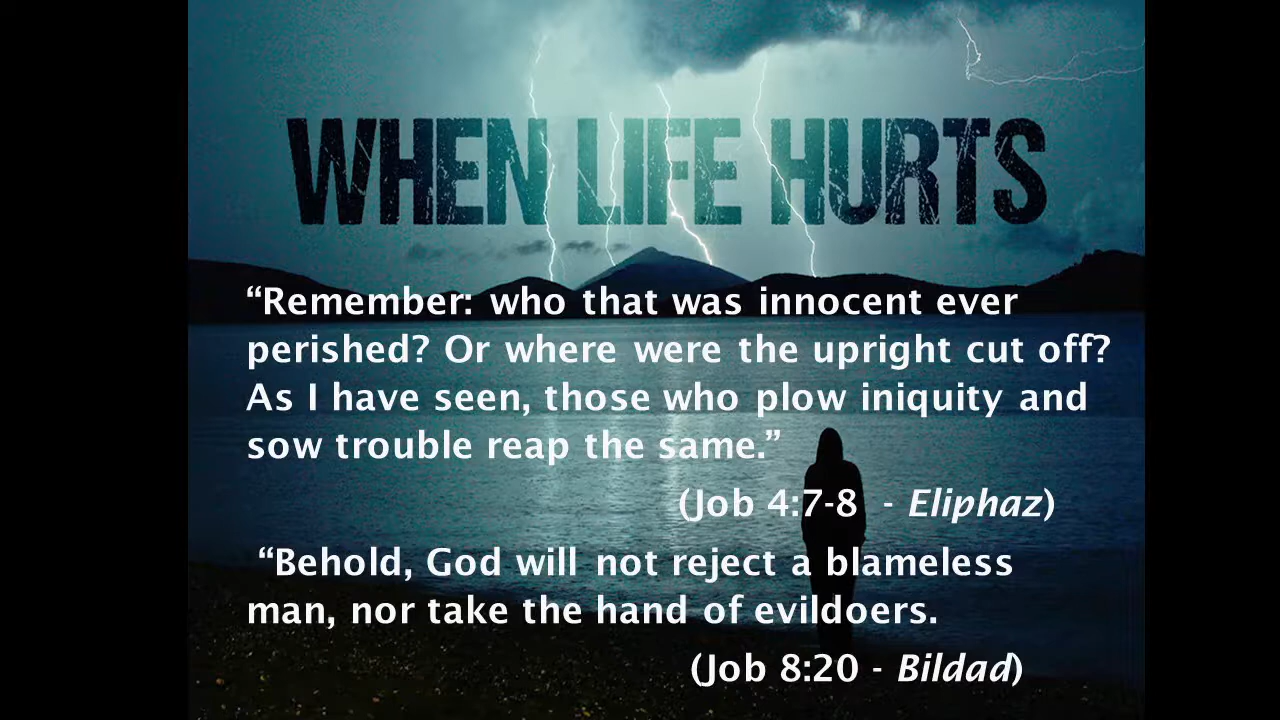 WHEN LIFE HURTS
“Remember: who that was innocent ever
perished? Or where were the upright cut off?
As I have seen, those who plow iniquity and
sow trouble reap the same.”
(Job 4:7-8 - Eliphaz)
“Behold, God will not reject a blameless
man, nor take the hand of evildoers.
(Job 8:20 - Bildad)